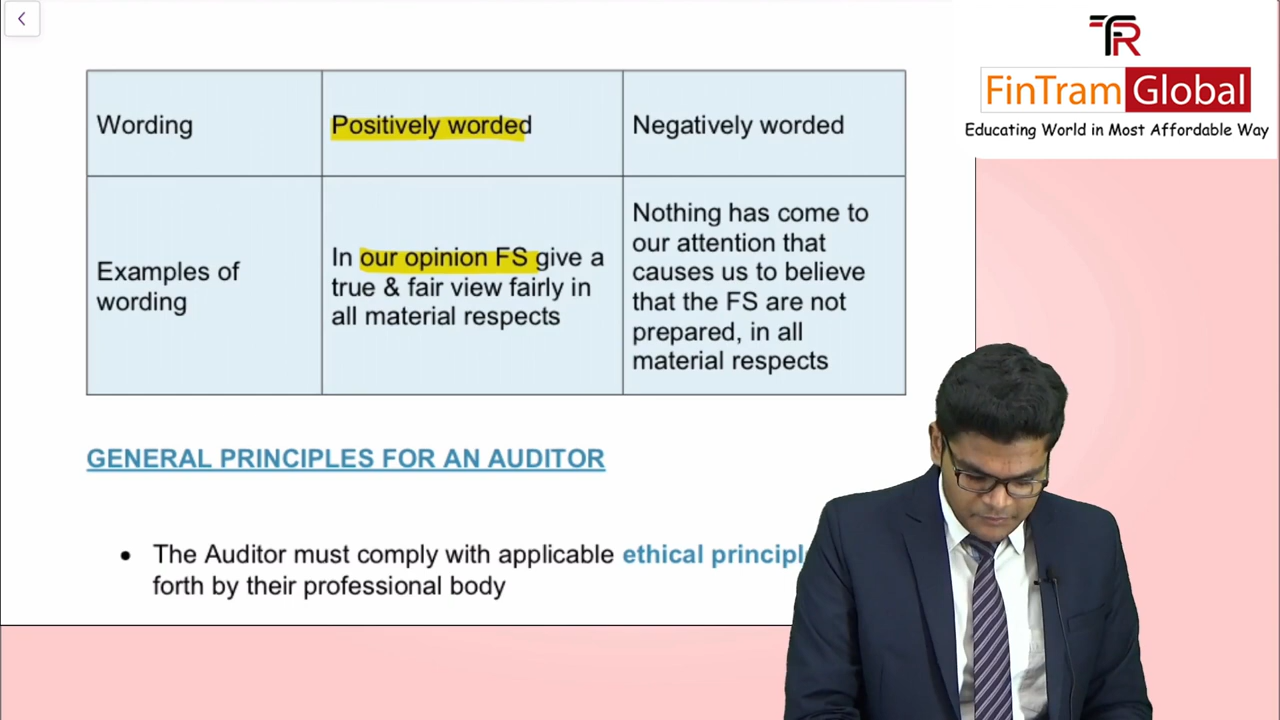 FinTram Global
Educating World in Most Affordable Way
Wording
Positively worded
Negatively worded
Examples of
wording
In our opinion FS give a
true & fair view fairly in
all material respects
Nothing has come to
our attention that
causes us to believe
that the FS are not
prepared, in all
material respects
GENERAL PRINCIPLES FOR AN AUDITOR
• The Auditor must comply with applicable ethical
forth by their professional body